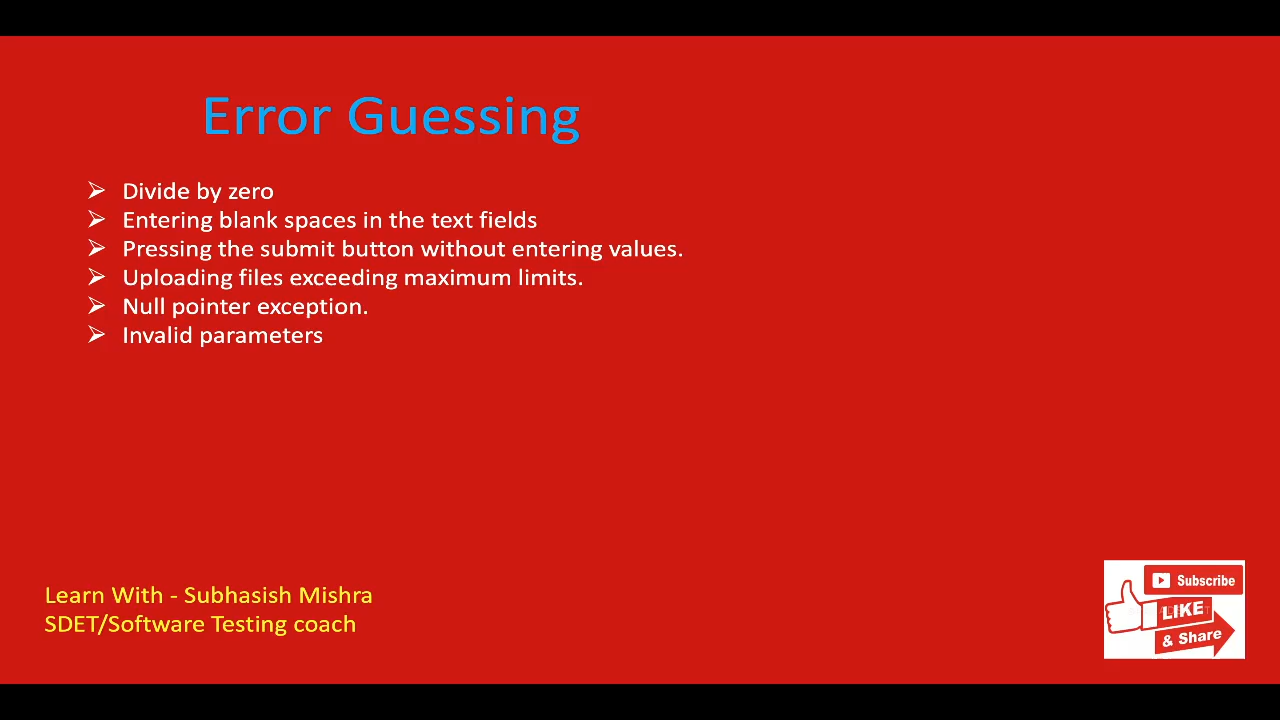 Error Guessing
Divide by zero
Entering blank spaces in the text fields
Pressing the submit button without entering values.
Uploading files exceeding maximum limits.
Null pointer exception.
Invalid parameters
Learn With - Subhasish Mishra
SDET/Software Testing coach
Subscribe
LIKE
& Share